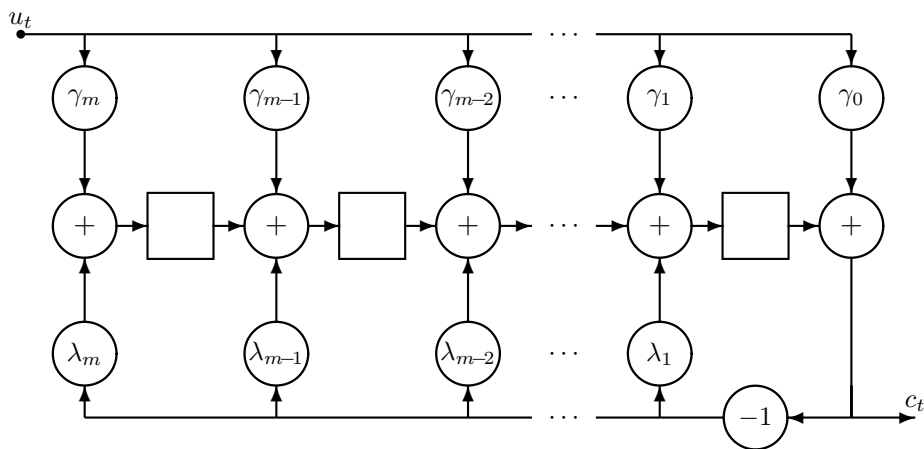 u_t
· · ·
γ_m γ_{m−1} γ_{m−2} · · · γ_1 γ_0
+ + + · · · + +
λ_m λ_{m−1} λ_{m−2} · · · λ_1
· · · −1 c_t